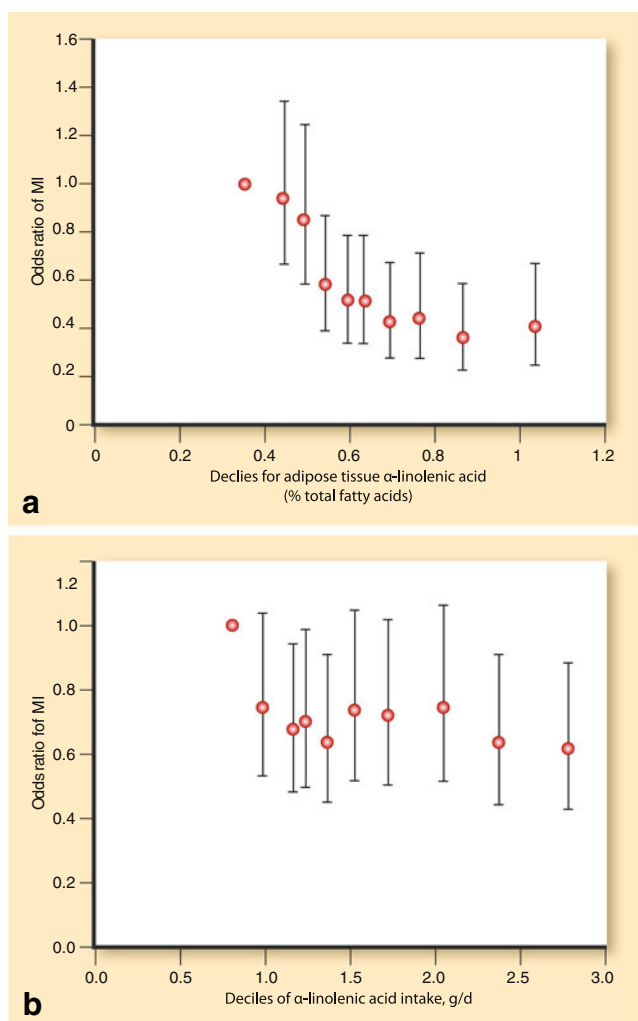 1.6
1.4
1.2
1.0
0.8
0.6
0.4
0.2
0
Odds ratio of MI
0 0.2 0.4 0.6 0.8 1 1.2
Declies for adipose tissue α-linolenic acid
(% total fatty acids)
a
1.2
1.0
0.8
0.6
0.4
0.2
0.0
Odds ratio fof MI
0.0 0.5 1.0 1.5 2.0 2.5 3.0
Deciles of α-linolenic acid intake, g/d
b